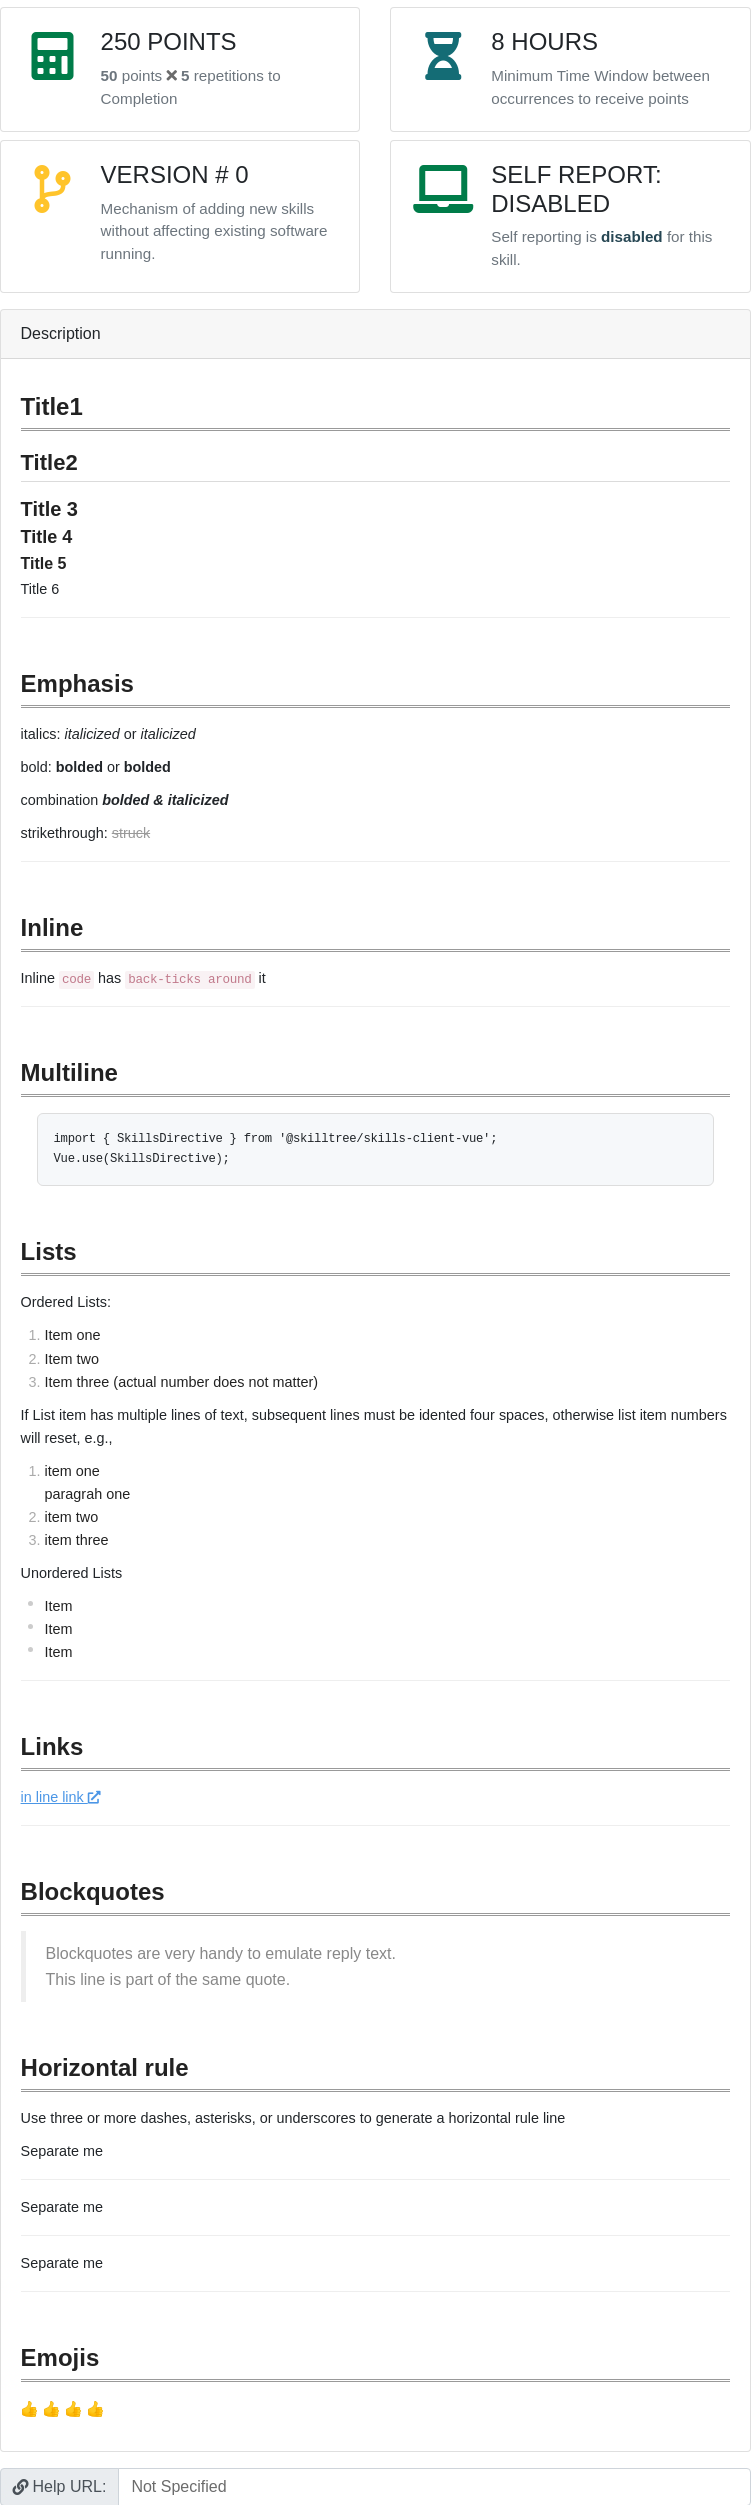 250 POINTS
50 points × 5 repetitions to
Completion
8 HOURS
Minimum Time Window between
occurrences to receive points
VERSION # 0
Mechanism of adding new skills
without affecting existing software
running.
SELF REPORT:
DISABLED
Self reporting is disabled for this
skill.
Description
Title1
Title2
Title 3
Title 4
Title 5
Title 6
Emphasis
italics: italicized or italicized
bold: bolded or bolded
combination bolded & italicized
strikethrough: struck
Inline
Inline code has back-ticks around it
Multiline
import { SkillsDirective } from '@skilltree/skills-client-vue';
Vue.use(SkillsDirective);
Lists
Ordered Lists:
1. Item one
2. Item two
3. Item three (actual number does not matter)
If List item has multiple lines of text, subsequent lines must be idented four spaces, otherwise list item numbers
will reset, e.g.,
1. item one
paragrah one
2. item two
3. item three
Unordered Lists
• Item
• Item
• Item
Links
in line link
Blockquotes
Blockquotes are very handy to emulate reply text.
This line is part of the same quote.
Horizontal rule
Use three or more dashes, asterisks, or underscores to generate a horizontal rule line
Separate me
Separate me
Separate me
Emojis
👍 👍 👍 👍
Help URL: Not Specified